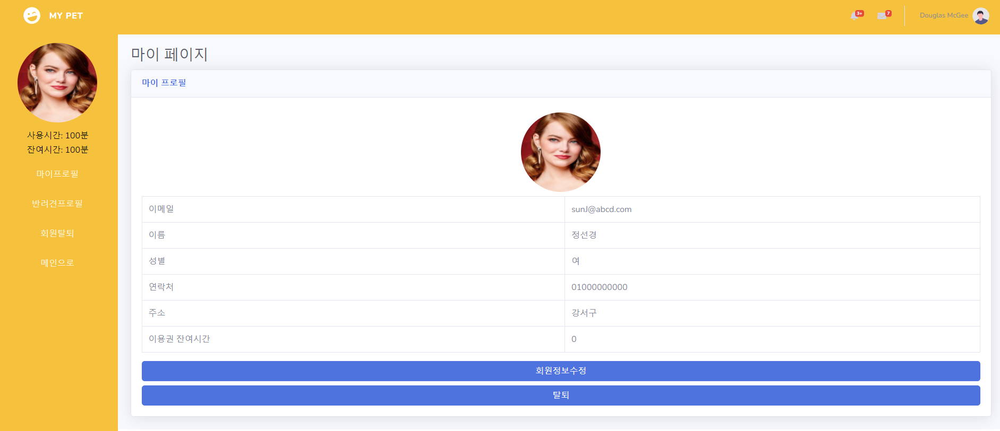 MY PET
3+
7
Douglas McGee
사용시간: 100분
잔여시간: 100분
마이프로필
반려견프로필
회원탈퇴
메인으로
마이 페이지
마이 프로필
이메일 sunJ@abcd.com
이름 정선경
성별 여
연락처 01000000000
주소 강서구
이용권 잔여시간 0
회원정보수정
탈퇴